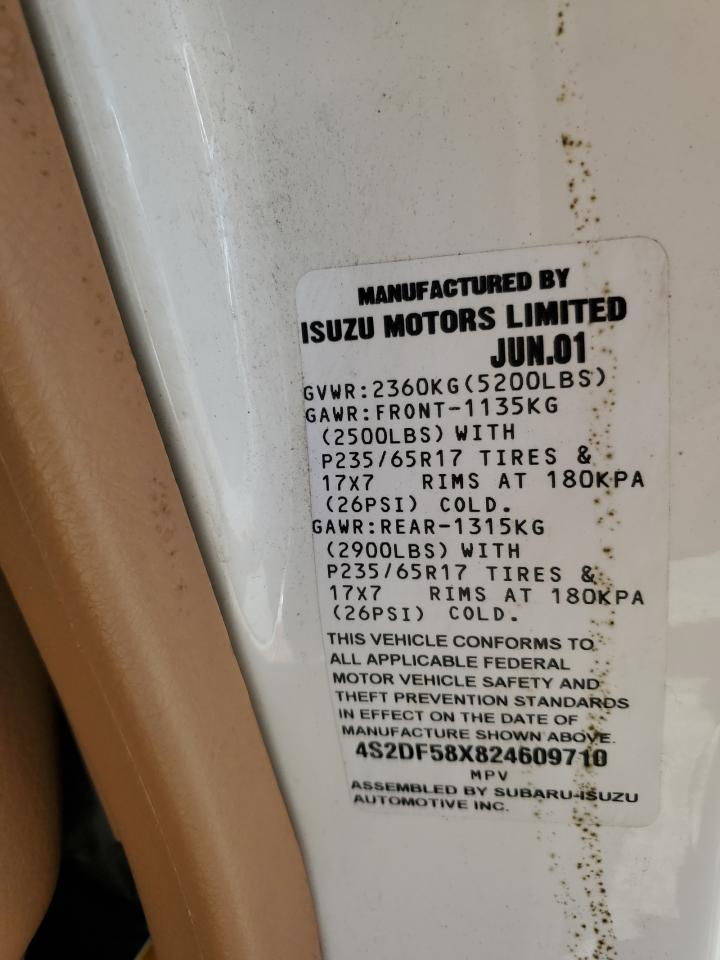 MANUFACTURED BY
ISUZU MOTORS LIMITED
JUN.01
GVWR:2360KG(5200LBS)
GAWR:FRONT-1135KG
(2500LBS) WITH
P235/65R17 TIRES &
17X7 RIMS AT 180KPA
(26PSI) COLD.
GAWR:REAR-1315KG
(2900LBS) WITH
P235/65R17 TIRES &
17X7 RIMS AT 180KPA
(26PSI) COLD.
THIS VEHICLE CONFORMS TO
ALL APPLICABLE FEDERAL
MOTOR VEHICLE SAFETY AND
THEFT PREVENTION STANDARDS
IN EFFECT ON THE DATE OF
MANUFACTURE SHOWN ABOVE.
4S2DF58X824609710
MPV
ASSEMBLED BY SUBARU-ISUZU
AUTOMOTIVE INC.